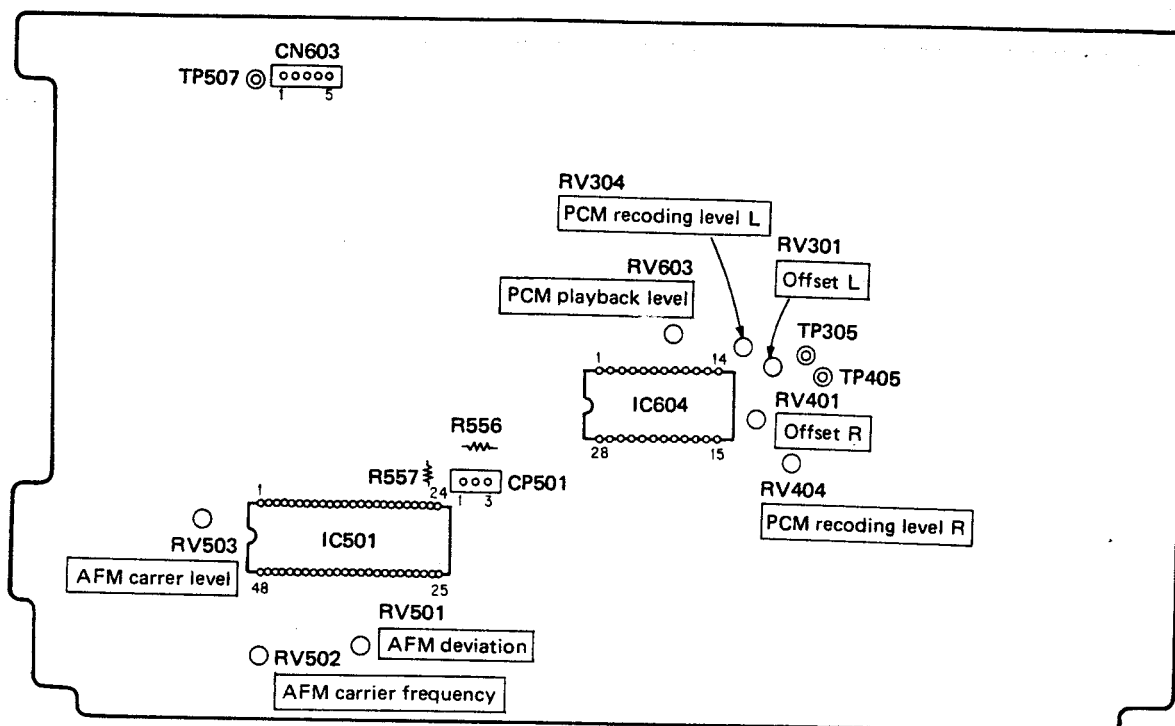 CN603
TP507
1 5
RV304
PCM recoding level L
RV301
Offset L
RV603
PCM playback level
TP305
TP405
1 14
IC604
28 15
RV401
Offset R
RV404
PCM recoding level R
R556
R557
CP501
1 3
1 24
IC501
48 25
RV503
AFM carrer level
RV501
AFM deviation
RV502
AFM carrier frequency